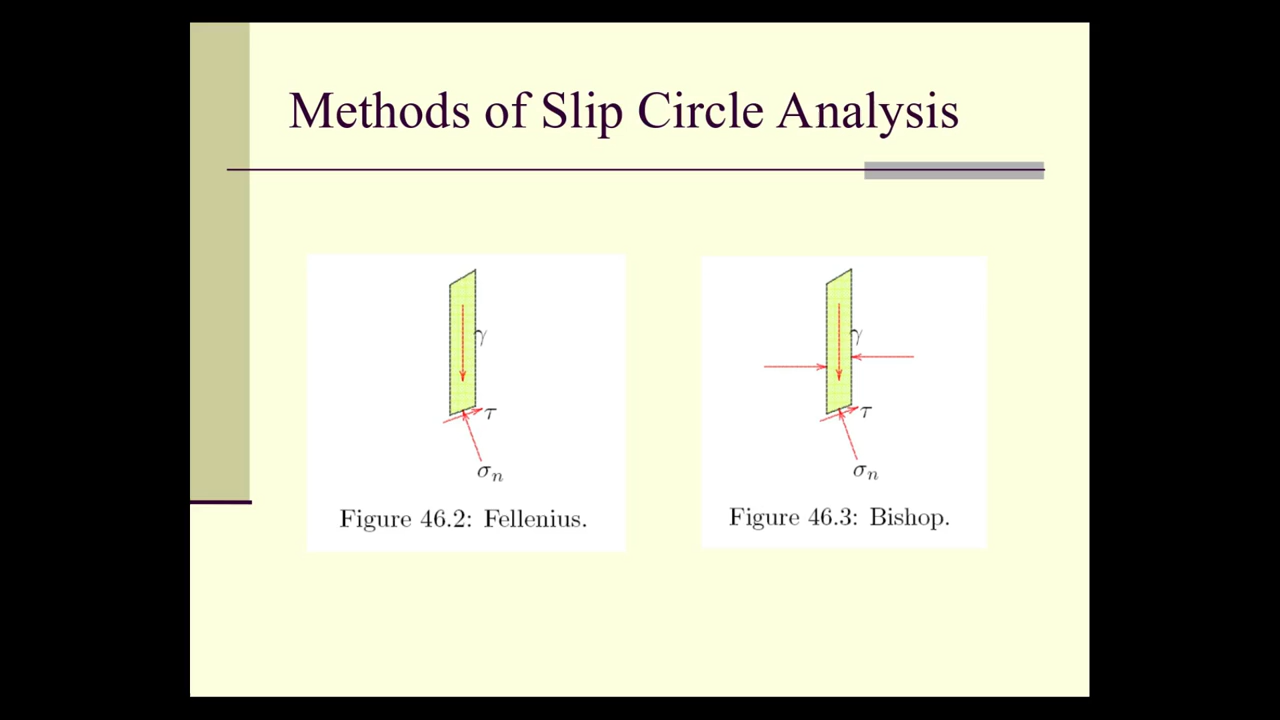 Methods of Slip Circle Analysis
γ
τ
σₙ
Figure 46.2: Fellenius.
γ
τ
σₙ
Figure 46.3: Bishop.